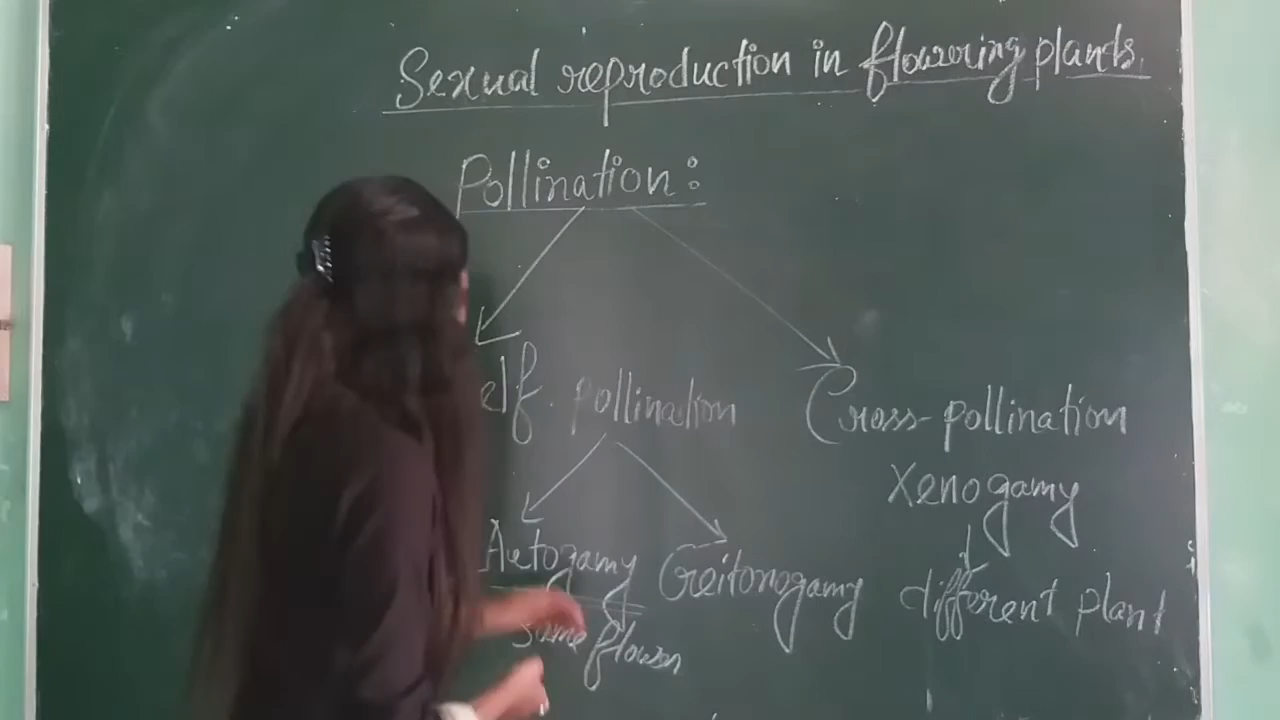 Sexual reproduction in flowering plants
Pollination:
elf pollination
Cross-pollination
Xenogamy
Autogamy
Geitonogamy
different plant
same flower